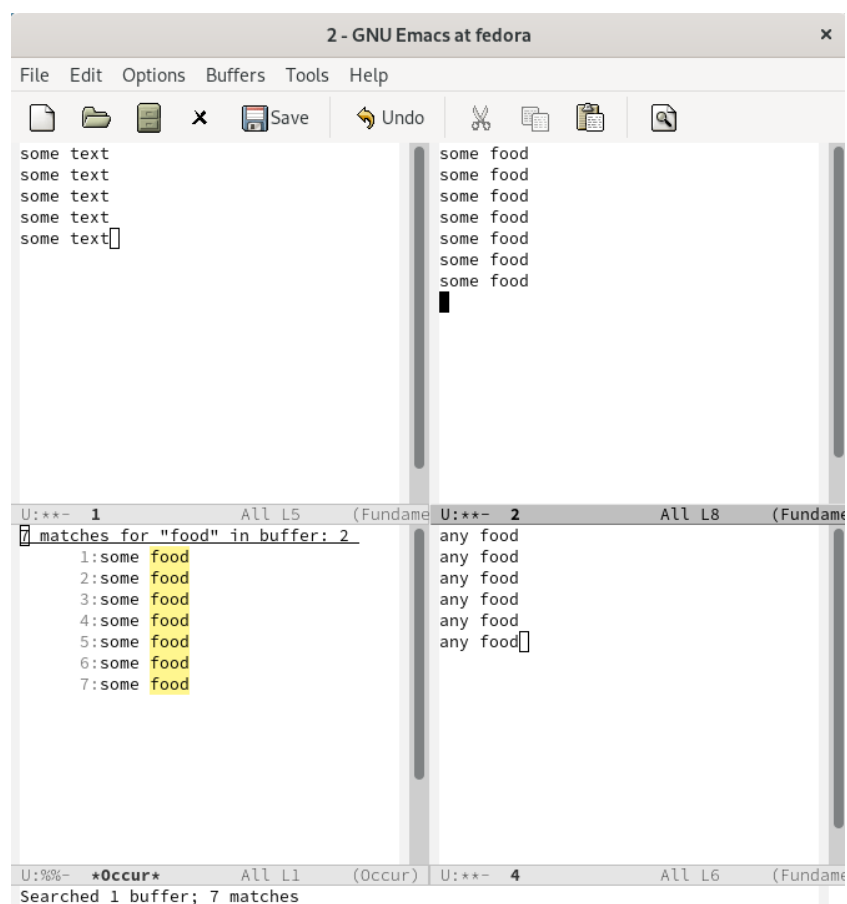 2 - GNU Emacs at fedora ×
File Edit Options Buffers Tools Help
Save Undo
some text
some text
some text
some text
some text
U:**- 1 All L5 (Fundame
some food
some food
some food
some food
some food
some food
some food
U:**- 2 All L8 (Fundame
7 matches for "food" in buffer: 2
1:some food
2:some food
3:some food
4:some food
5:some food
6:some food
7:some food
U:%%- *Occur* All L1 (Occur)
any food
any food
any food
any food
any food
any food
U:**- 4 All L6 (Fundame
Searched 1 buffer; 7 matches